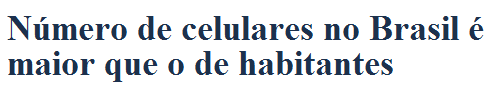 Número de celulares no Brasil é
maior que o de habitantes